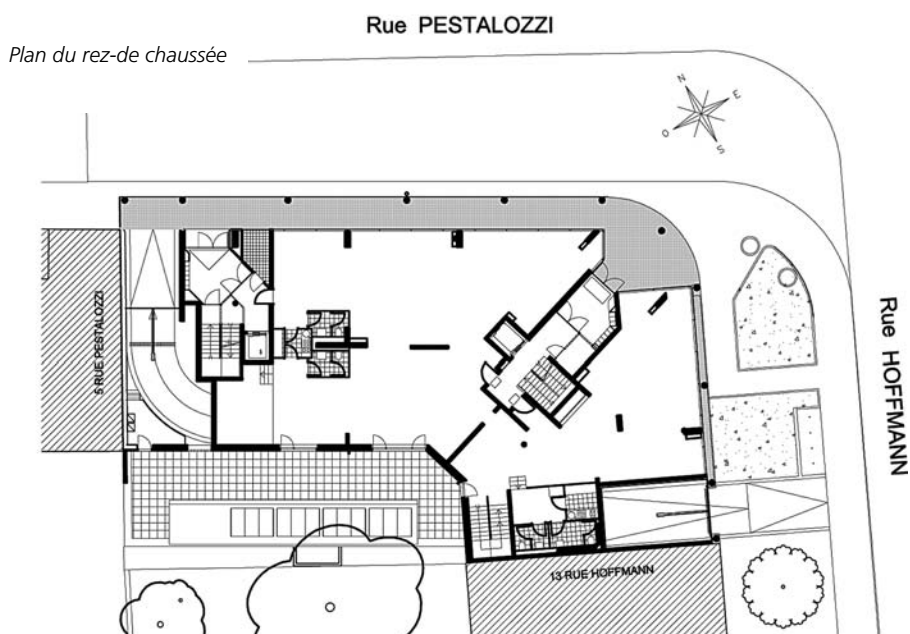 Rue PESTALOZZI
Plan du rez-de chaussée
N
E
O
S
5 RUE PESTALOZZI
Rue HOFFMANN
13 RUE HOFFMANN